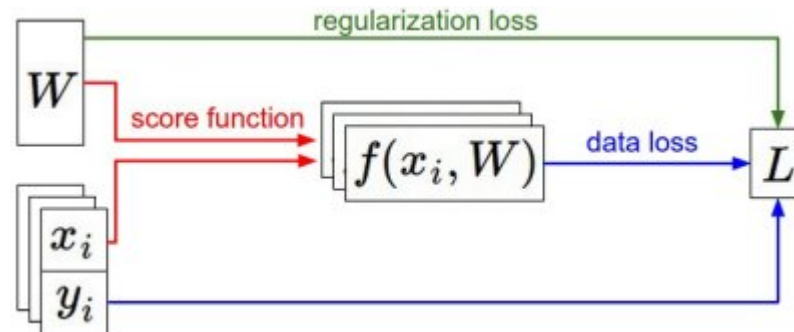 regularization loss
W
score function
f(x_i, W)
data loss
L
x_i
y_i